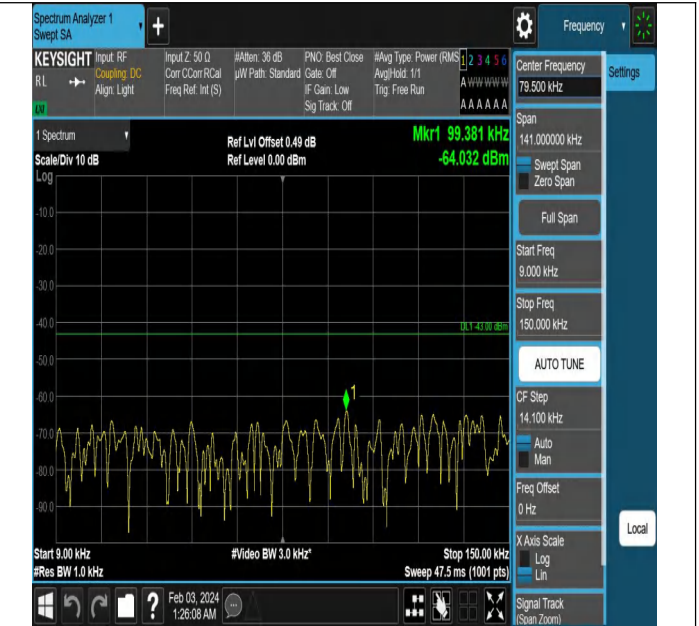 Spectrum Analyzer 1
Swept SA
+
Frequency
KEYSIGHT
RL
LXI
Input: RF
Coupling: DC
Align: Light
Input Z: 50 Ω
Corr CCorr RCal
Freq Ref: Int (S)
#Atten: 36 dB
µW Path: Standard
PNO: Best Close
Gate: Off
IF Gain: Low
Sig Track: Off
#Avg Type: Power (RMS
Avg|Hold: 1/1
Trig: Free Run
1 2 3 4 5 6
A W W W W W
A A A A A A
1 Spectrum
Scale/Div 10 dB
Log
Ref Lvl Offset 0.49 dB
Ref Level 0.00 dBm
Mkr1 99.381 kHz
-64.032 dBm
-10.0
-20.0
-30.0
-40.0
DL1 -43.00 dBm
-50.0
-60.0
1
-70.0
-80.0
-90.0
Start 9.00 kHz
#Res BW 1.0 kHz
#Video BW 3.0 kHz*
Stop 150.00 kHz
Sweep 47.5 ms (1001 pts)
?
Feb 03, 2024
1:26:08 AM
Center Frequency
79.500 kHz
Settings
Span
141.000000 kHz
Swept Span
Zero Span
Full Span
Start Freq
9.000 kHz
Stop Freq
150.000 kHz
AUTO TUNE
CF Step
14.100 kHz
Auto
Man
Freq Offset
0 Hz
X Axis Scale
Log
Lin
Local
Signal Track
(Span Zoom)